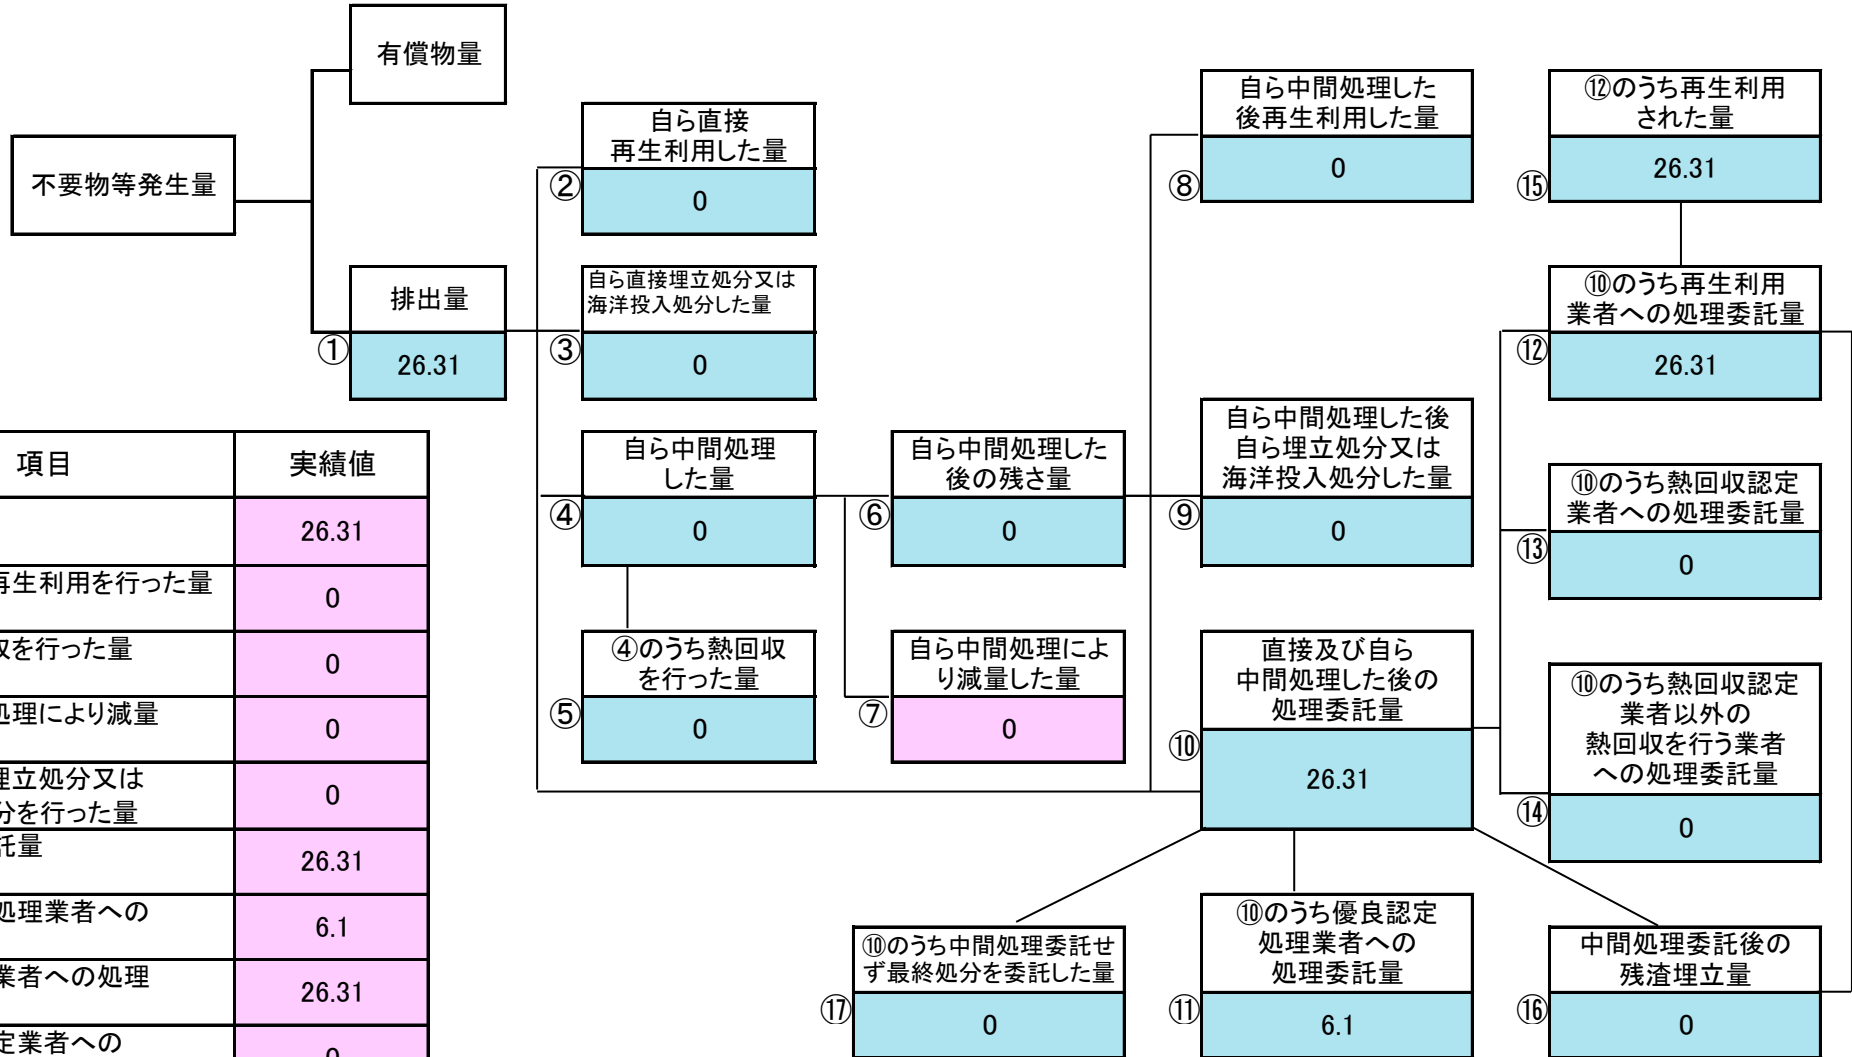 有償物量
不要物等発生量
排出量
①
26.31
自ら直接
再生利用した量
②
0
自ら直接埋立処分又は
海洋投入処分した量
③
0
自ら中間処理
した量
④
0
④のうち熱回収
を行った量
⑤
0
自ら中間処理した
後の残さ量
⑥
0
自ら中間処理によ
り減量した量
⑦
0
自ら中間処理した
後再生利用した量
⑧
0
自ら中間処理した後
自ら埋立処分又は
海洋投入処分した量
⑨
0
直接及び自ら
中間処理した後の
処理委託量
⑩
26.31
⑫のうち再生利用
された量
⑮
26.31
⑩のうち再生利用
業者への処理委託量
⑫
26.31
⑩のうち熱回収認定
業者への処理委託量
⑬
0
⑩のうち熱回収認定
業者以外の
熱回収を行う業者
への処理委託量
⑭
0
⑩のうち中間処理委託せ
ず最終処分を委託した量
⑰
0
⑩のうち優良認定
処理業者への
処理委託量
⑪
6.1
中間処理委託後の
残渣埋立量
⑯
0
項目 実績値
26.31
再生利用を行った量 0
を行った量 0
処理により減量 0
埋立処分又は
分を行った量 0
託量 26.31
処理業者への 6.1
業者への処理 26.31
定業者への 0